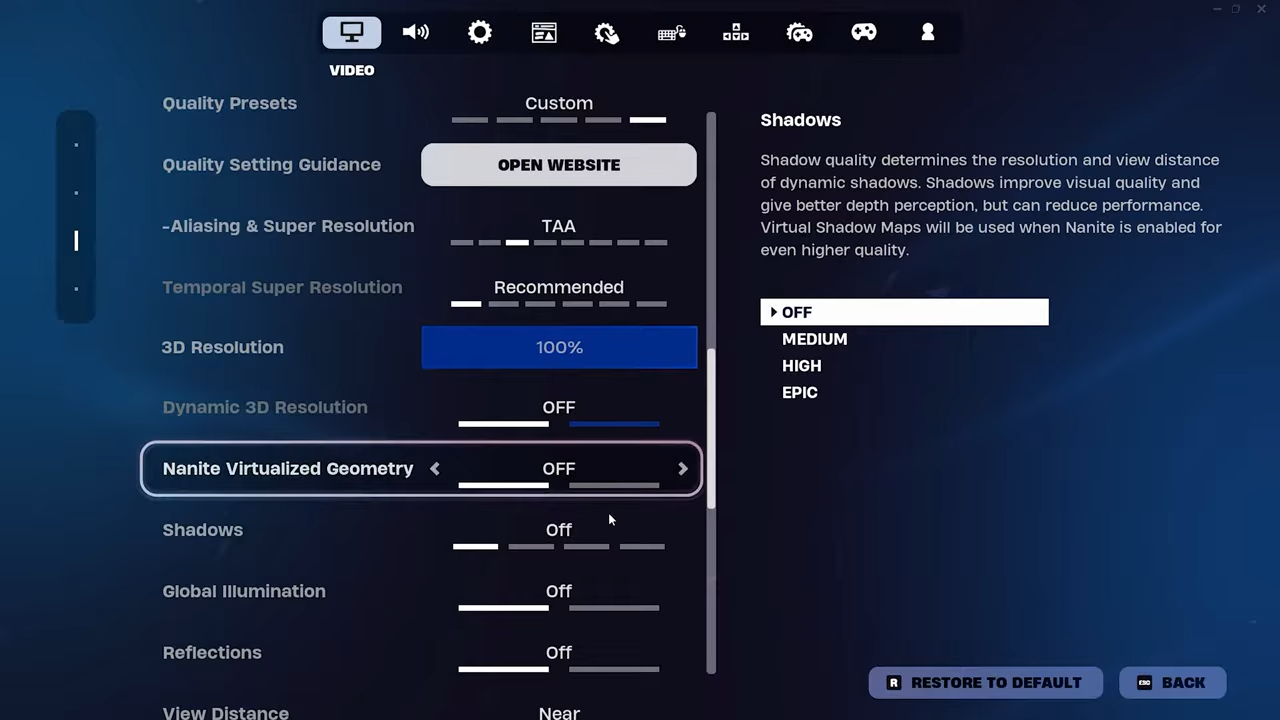 VIDEO
Quality Presets
Custom
Quality Setting Guidance
OPEN WEBSITE
-Aliasing & Super Resolution
TAA
Temporal Super Resolution
Recommended
3D Resolution
100%
Dynamic 3D Resolution
OFF
Nanite Virtualized Geometry
OFF
Shadows
Off
Global Illumination
Off
Reflections
Off
View Distance
Near
Shadows
Shadow quality determines the resolution and view distance
of dynamic shadows. Shadows improve visual quality and
give better depth perception, but can reduce performance.
Virtual Shadow Maps will be used when Nanite is enabled for
even higher quality.
OFF
MEDIUM
HIGH
EPIC
R RESTORE TO DEFAULT
ESC BACK